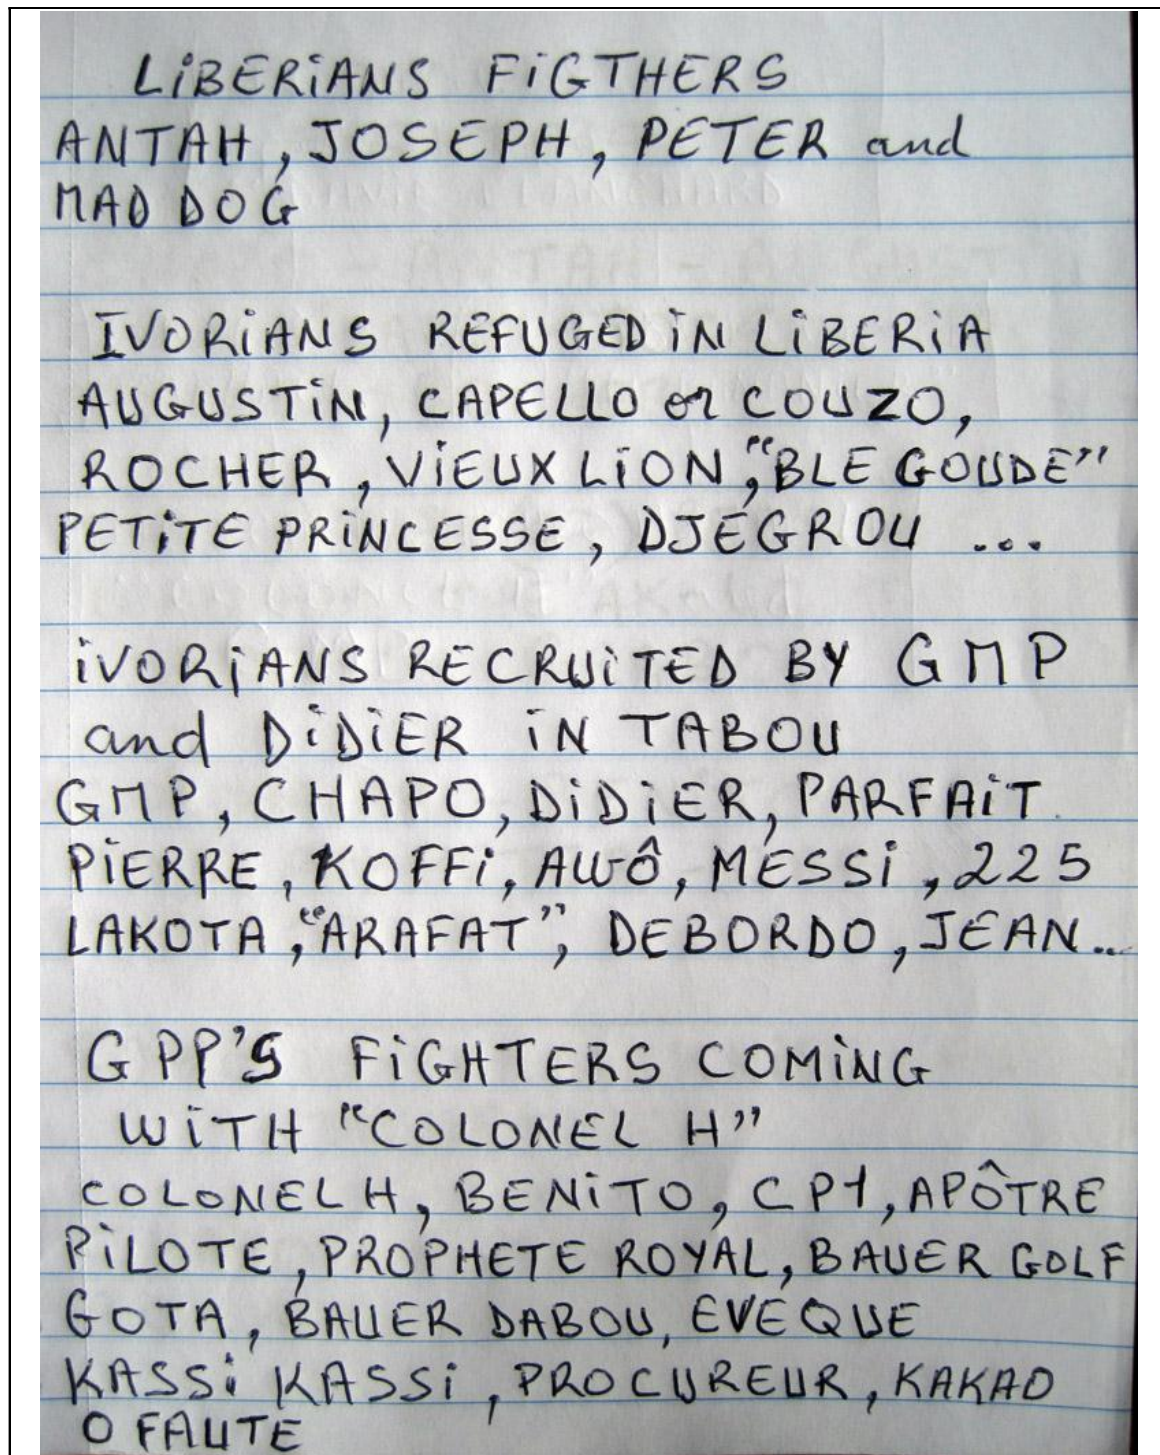 LIBERIANS FIGTHERS
ANTAH, JOSEPH, PETER and
MAD DOG
IVORIANS REFUGED IN LIBERIA
AUGUSTIN, CAPELLO or COUZO,
ROCHER, VIEUX LION, "BLE GOUDE"
PETITE PRINCESSE, DJEGROU ...
IVORIANS RECRUITED BY GMP
and DIDIER IN TABOU
GMP, CHAPO, DIDIER, PARFAIT
PIERRE, KOFFI, AWÔ, MESSI, 225
LAKOTA, "ARAFAT", DEBORDO, JEAN...
GPP'S FIGHTERS COMING
WITH "COLONEL H"
COLONEL H, BENITO, CP1, APÔTRE
PILOTE, PROPHETE ROYAL, BAUER GOLF
GOTA, BAUER DABOU, EVEQUE
KASSI KASSI, PROCUREUR, KAKAO
O FAUTE